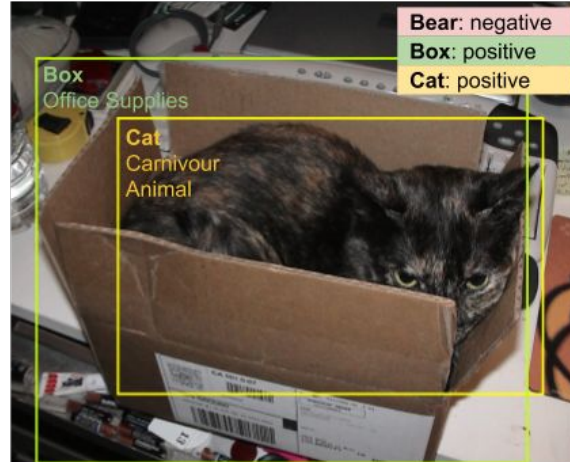 Bear: negative
Box: positive
Cat: positive
Box
Office Supplies
Cat
Carnivour
Animal